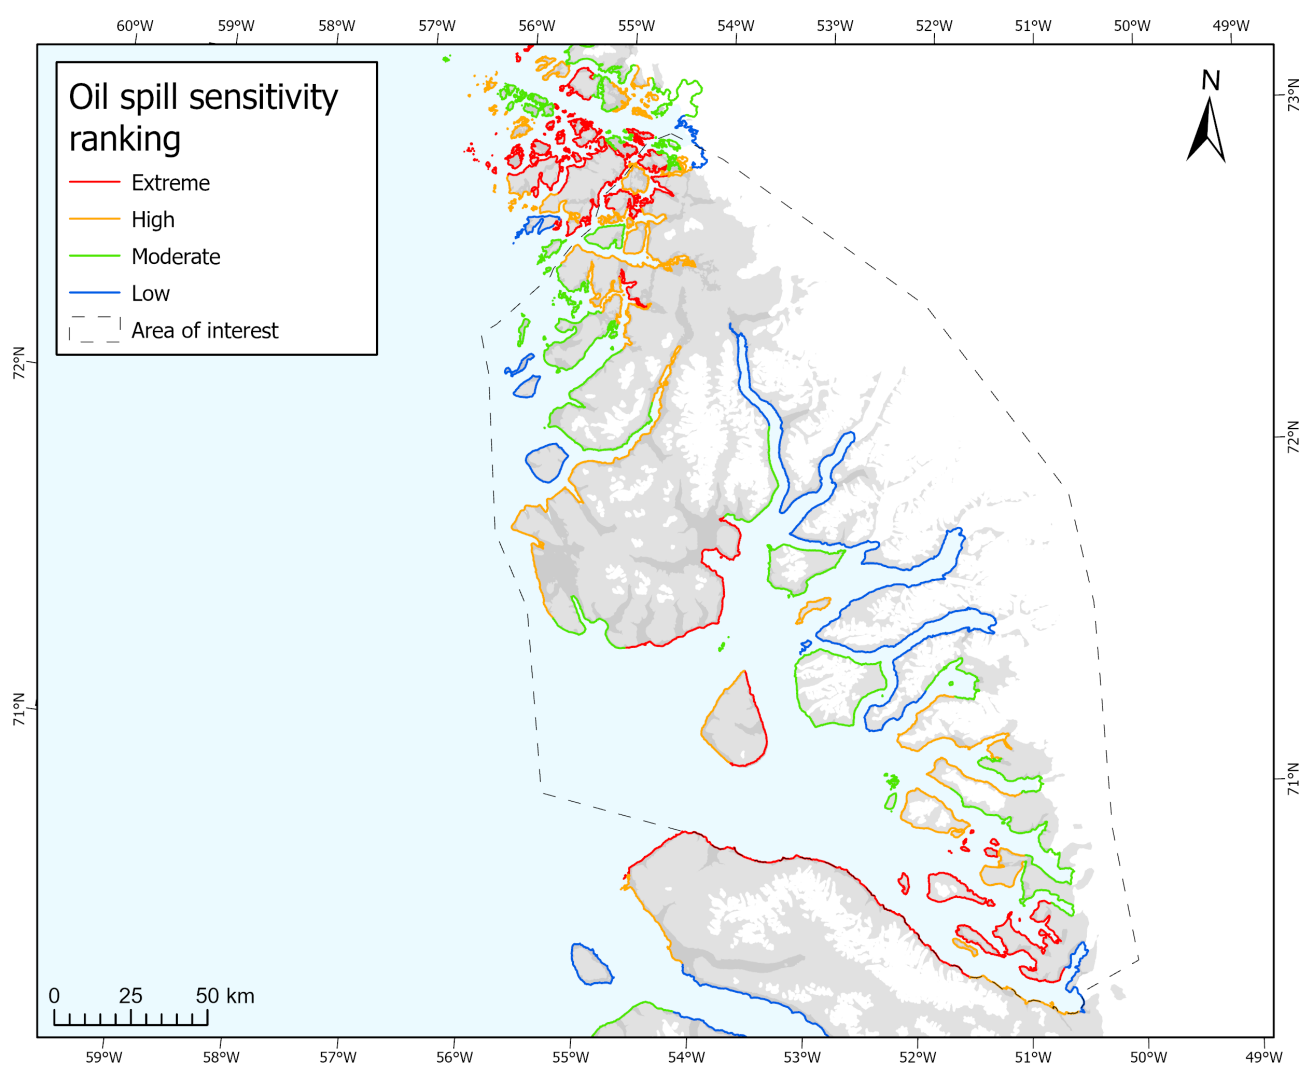 60°W 59°W 58°W 57°W 56°W 55°W 54°W 53°W 52°W 51°W 50°W 49°W
Oil spill sensitivity
ranking
Extreme
High
Moderate
Low
Area of interest
N
73°N
72°N
72°N
71°N
71°N
0 25 50 km
59°W 58°W 57°W 56°W 55°W 54°W 53°W 52°W 51°W 50°W 49°W